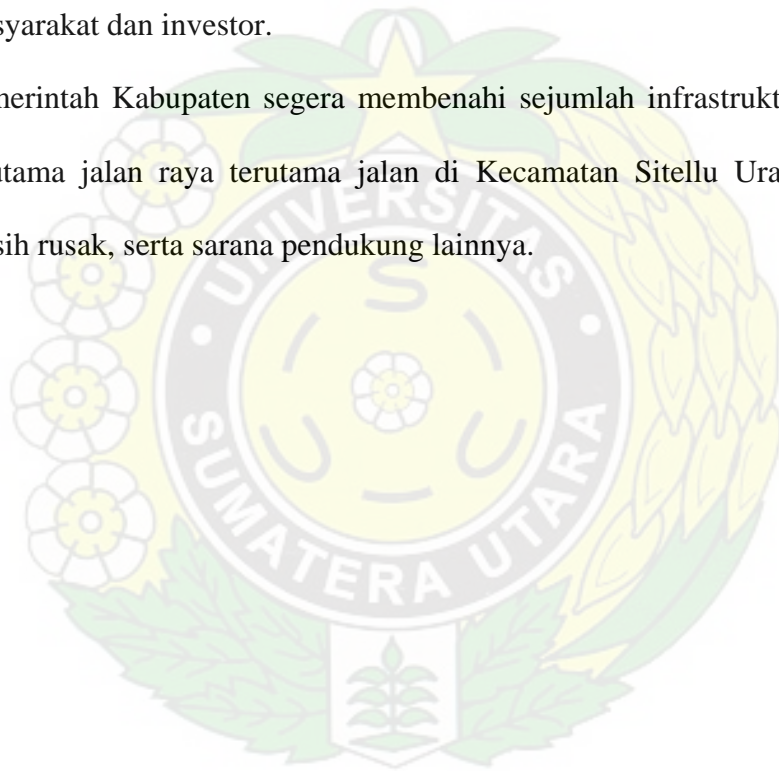 syarakat dan investor.
merintah Kabupaten segera membenahi sejumlah infrastrukt
utama jalan raya terutama jalan di Kecamatan Sitellu Ura
sih rusak, serta sarana pendukung lainnya.
UNIVERSITAS
S
U U
SUMATERA UTARA